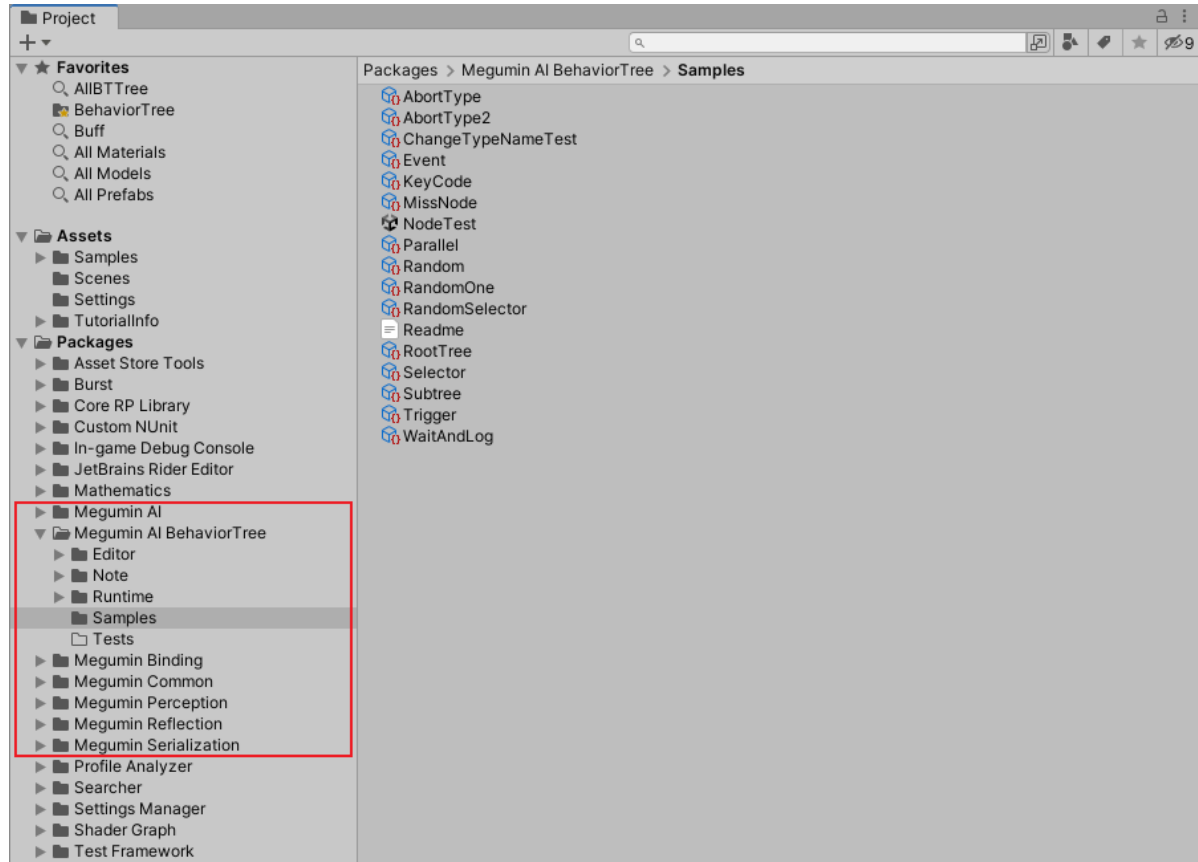 Project
9
Favorites
AllBTTree
BehaviorTree
Buff
All Materials
All Models
All Prefabs
Assets
Samples
Scenes
Settings
TutorialInfo
Packages
Asset Store Tools
Burst
Core RP Library
Custom NUnit
In-game Debug Console
JetBrains Rider Editor
Mathematics
Megumin AI
Megumin AI BehaviorTree
Editor
Note
Runtime
Samples
Tests
Megumin Binding
Megumin Common
Megumin Perception
Megumin Reflection
Megumin Serialization
Profile Analyzer
Searcher
Settings Manager
Shader Graph
Test Framework
Packages > Megumin AI BehaviorTree > Samples
AbortType
AbortType2
ChangeTypeNameTest
Event
KeyCode
MissNode
NodeTest
Parallel
Random
RandomOne
RandomSelector
Readme
RootTree
Selector
Subtree
Trigger
WaitAndLog